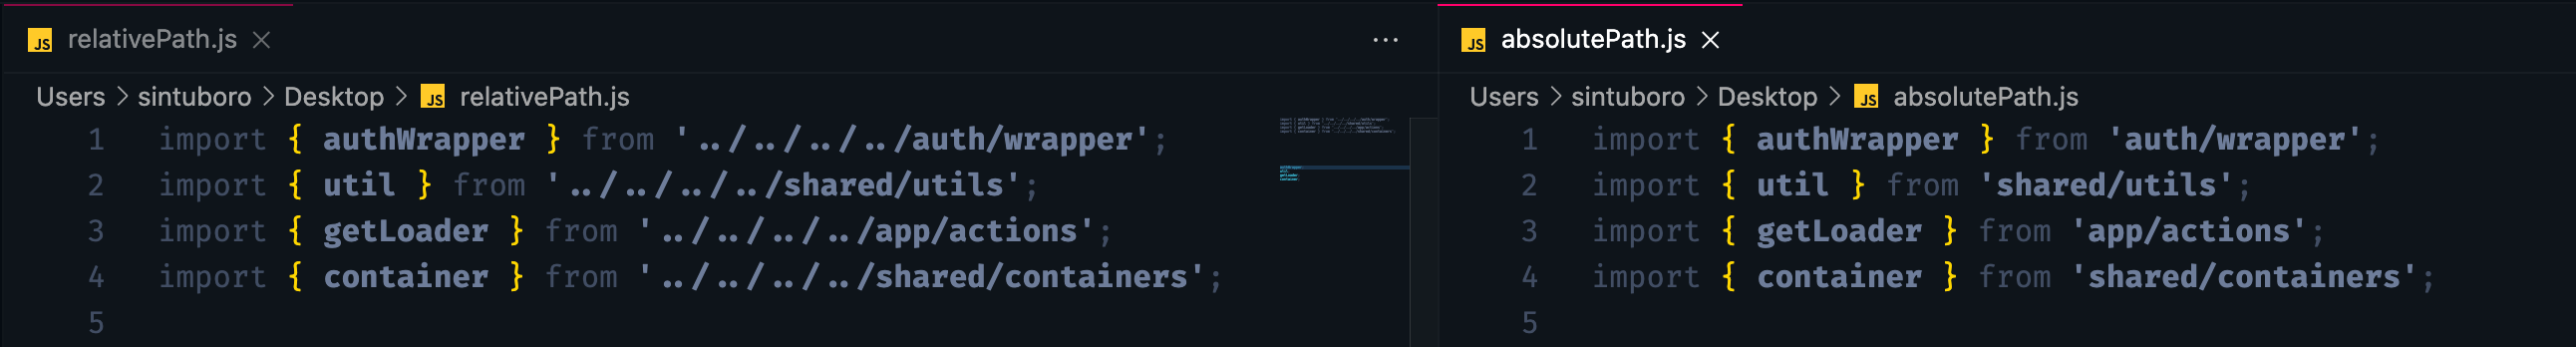 JS relativePath.js × ...
Users > sintuboro > Desktop > JS relativePath.js
1 import { authWrapper } from '../../../../auth/wrapper';
2 import { util } from '../../../../shared/utils';
3 import { getLoader } from '../../../../app/actions';
4 import { container } from '../../../../shared/containers';
5
JS absolutePath.js ×
Users > sintuboro > Desktop > JS absolutePath.js
1 import { authWrapper } from 'auth/wrapper';
2 import { util } from 'shared/utils';
3 import { getLoader } from 'app/actions';
4 import { container } from 'shared/containers';
5